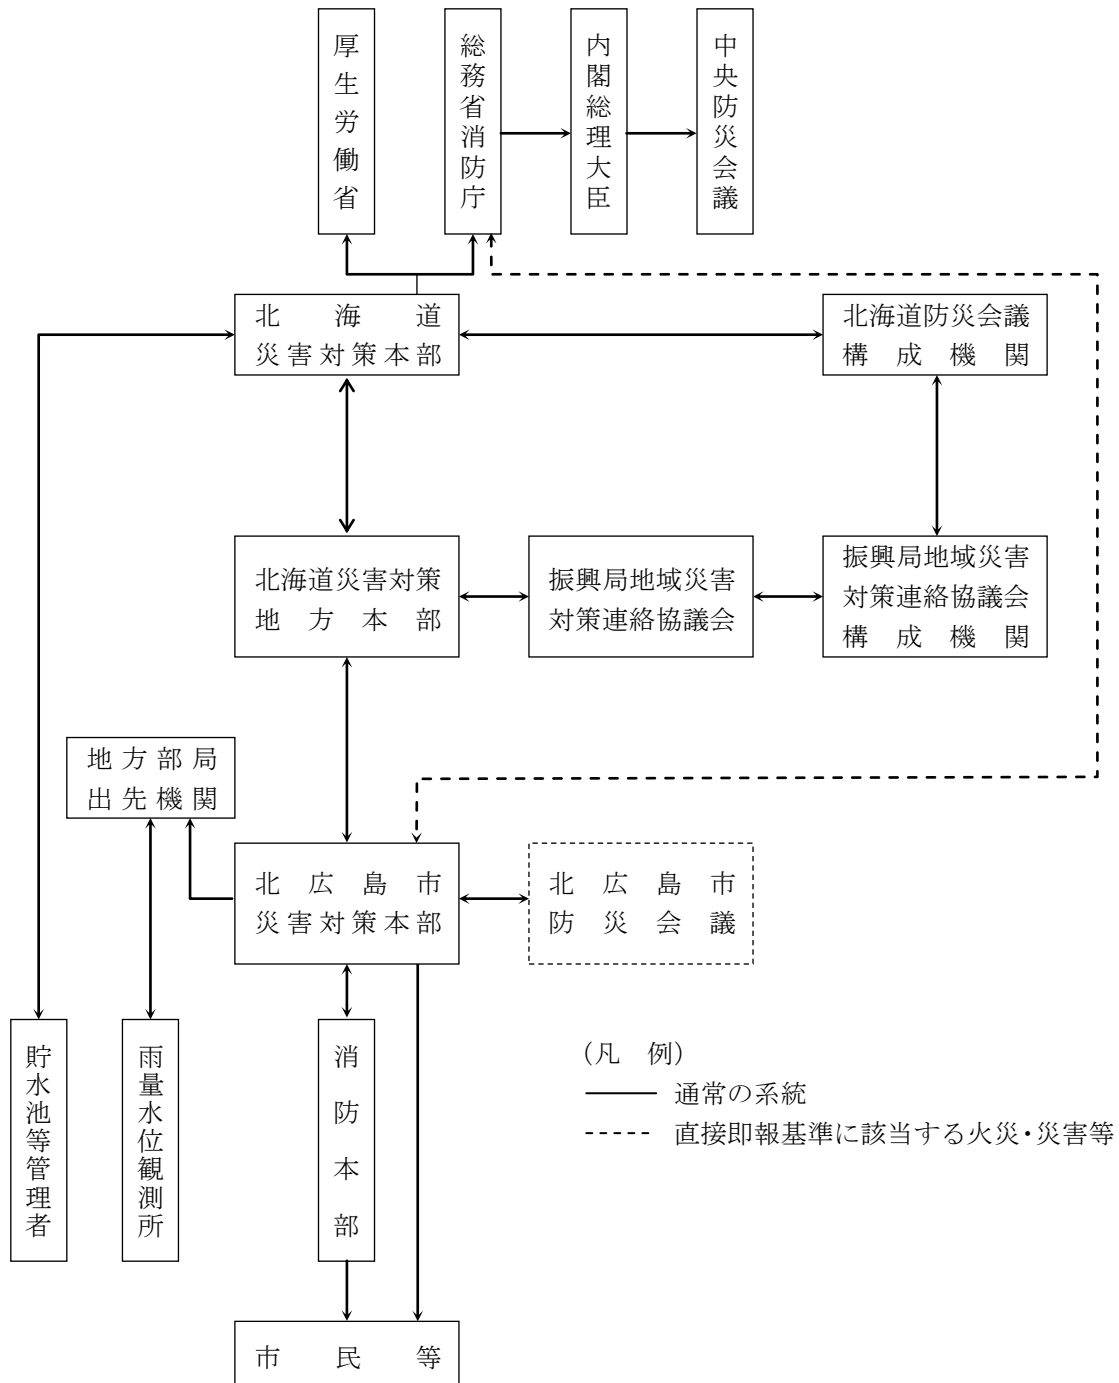 厚生労働省
総務省消防庁
内閣総理大臣
中央防災会議
北海道
災害対策本部
北海道防災会議
構成機関
北海道災害対策
地方本部
振興局地域災害
対策連絡協議会
振興局地域災害
対策連絡協議会
構成機関
地方部局
出先機関
北広島市
災害対策本部
北広島市
防災会議
貯水池等管理者
雨量水位観測所
消防本部
(凡　例)
通常の系統
直接即報基準に該当する火災・災害等
市民等